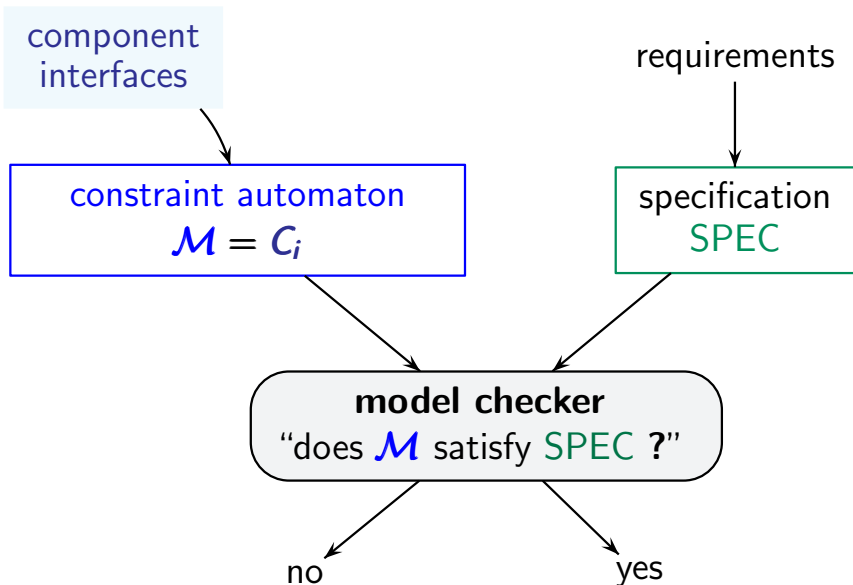 component
interfaces
requirements
constraint automaton
𝓜 = C_i
specification
SPEC
model checker
“does 𝓜 satisfy SPEC ?”
no
yes